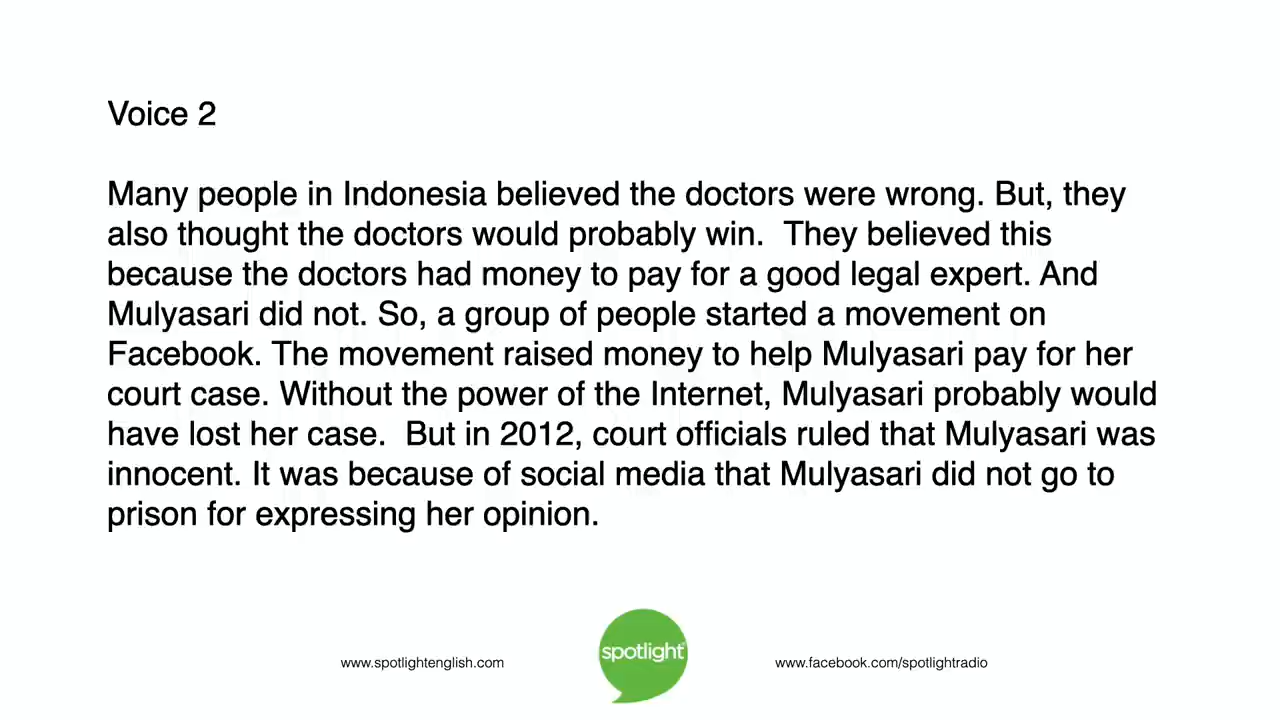 Voice 2
Many people in Indonesia believed the doctors were wrong. But, they
also thought the doctors would probably win.  They believed this
because the doctors had money to pay for a good legal expert. And
Mulyasari did not. So, a group of people started a movement on
Facebook. The movement raised money to help Mulyasari pay for her
court case. Without the power of the Internet, Mulyasari probably would
have lost her case.  But in 2012, court officials ruled that Mulyasari was
innocent. It was because of social media that Mulyasari did not go to
prison for expressing her opinion.
www.spotlightenglish.com
spotlight
www.facebook.com/spotlightradio